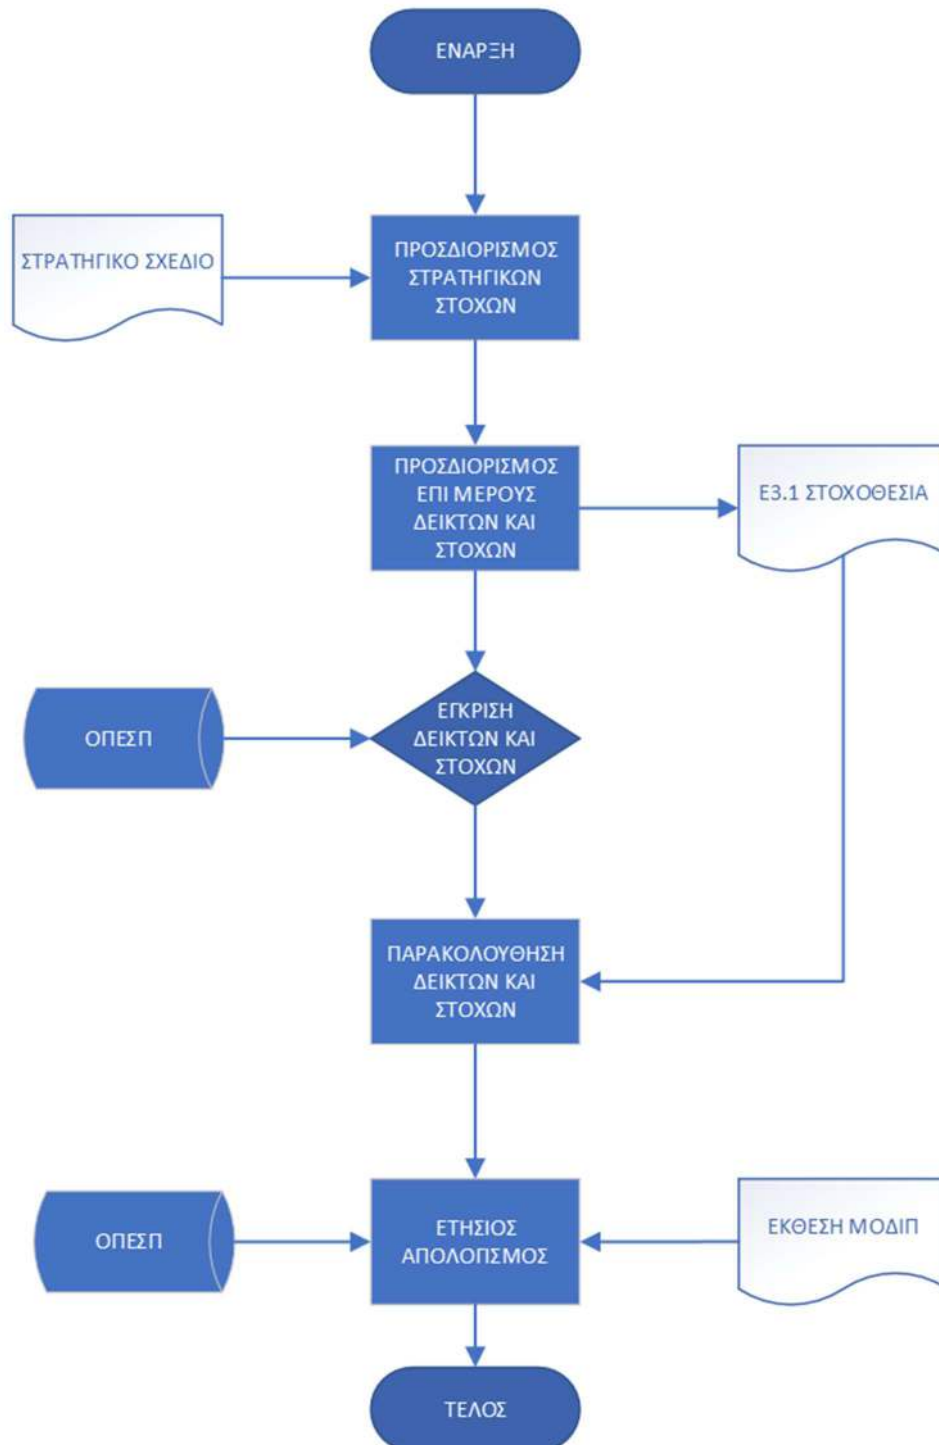 ΕΝΑΡΞΗ
ΣΤΡΑΤΗΓΙΚΟ ΣΧΕΔΙΟ
ΠΡΟΣΔΙΟΡΙΣΜΟΣ
ΣΤΡΑΤΗΓΙΚΩΝ
ΣΤΟΧΩΝ
ΠΡΟΣΔΙΟΡΙΣΜΟΣ
ΕΠΙ ΜΕΡΟΥΣ
ΔΕΙΚΤΩΝ ΚΑΙ
ΣΤΟΧΩΝ
Ε3.1 ΣΤΟΧΟΘΕΣΙΑ
ΟΠΕΣΠ
ΕΓΚΡΙΣΗ
ΔΕΙΚΤΩΝ ΚΑΙ
ΣΤΟΧΩΝ
ΠΑΡΑΚΟΛΟΥΘΗΣΗ
ΔΕΙΚΤΩΝ ΚΑΙ
ΣΤΟΧΩΝ
ΟΠΕΣΠ
ΕΤΗΣΙΟΣ
ΑΠΟΛΟΓΙΣΜΟΣ
ΕΚΘΕΣΗ ΜΟΔΙΠ
ΤΕΛΟΣ